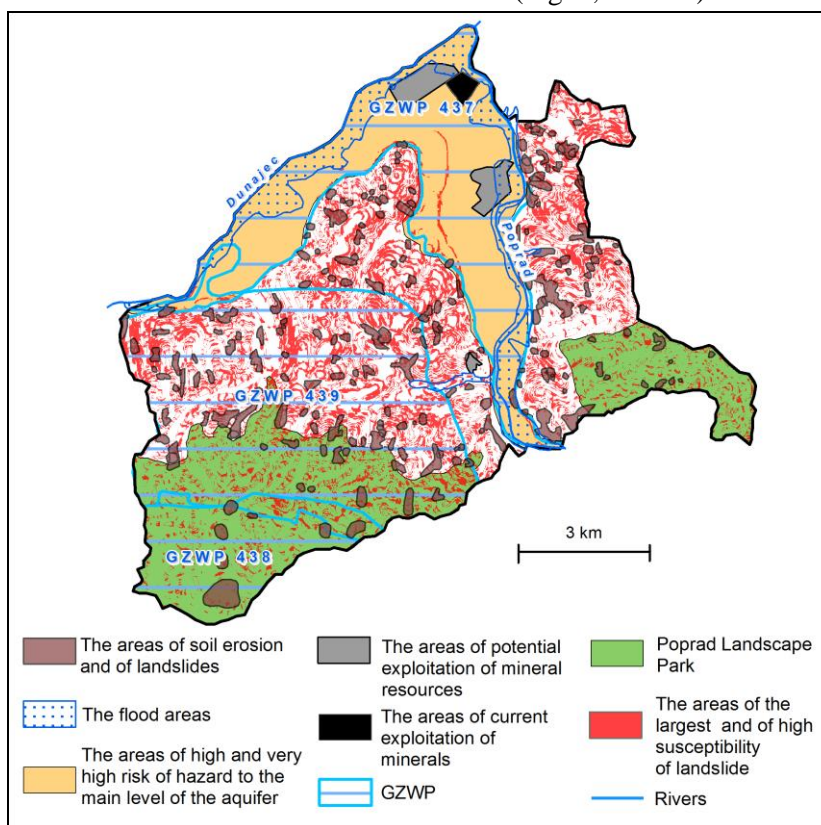 GZWP 437
Dunajec
Poprad
GZWP 439
GZWP 438
3 km
The areas of soil erosion
and of landslides
The flood areas
The areas of high and very
high risk of hazard to the
main level of the aquifer
The areas of potential
exploitation of mineral
resources
The areas of current
exploitation of
minerals
GZWP
Poprad Landscape
Park
The areas of the
largest and of high
susceptibility
of landslide
Rivers